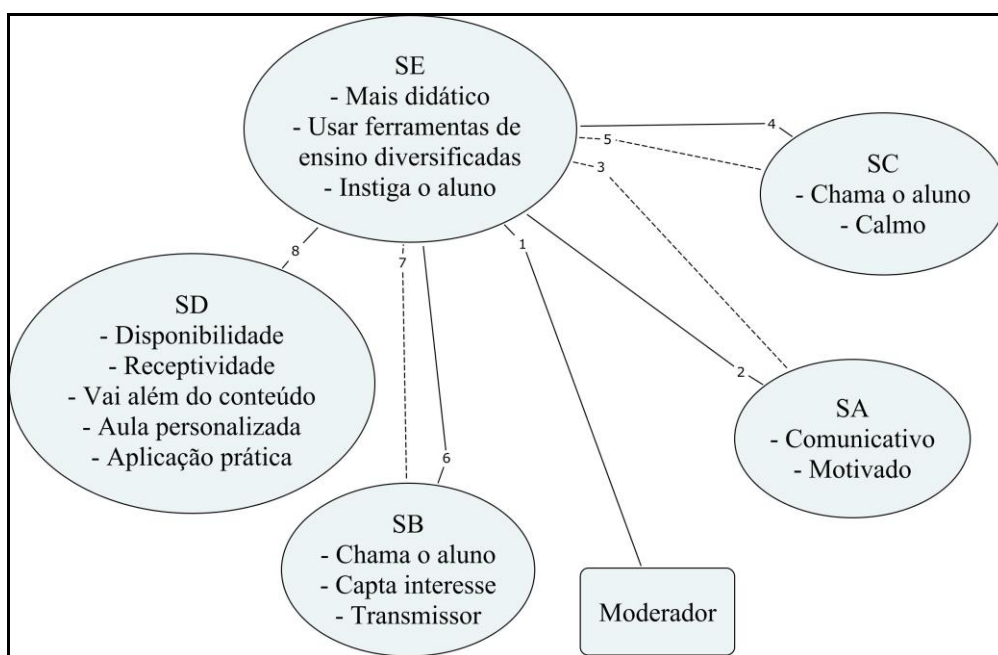 SE
- Mais didático
- Usar ferramentas de
ensino diversificadas
- Instiga o aluno
4
5
3
SC
- Chama o aluno
- Calmo
8
7
1
SD
- Disponibilidade
- Receptividade
- Vai além do conteúdo
- Aula personalizada
- Aplicação prática
2
SA
- Comunicativo
- Motivado
6
SB
- Chama o aluno
- Capta interesse
- Transmissor
Moderador